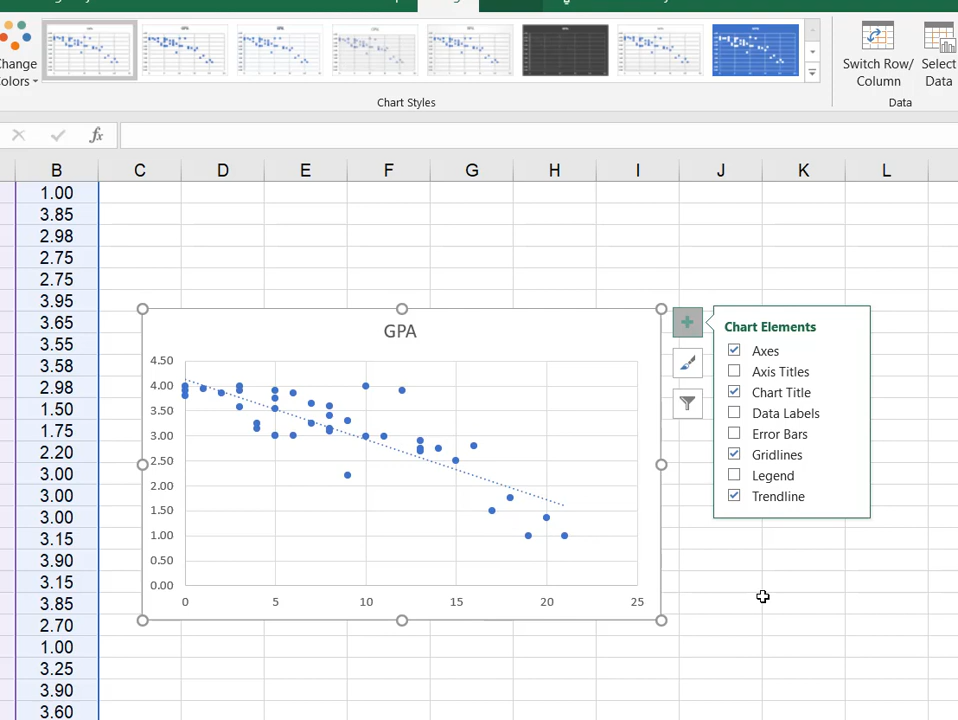 Change
Colors
Switch Row/
Column
Select
Data
Chart Styles
Data
fx
B C D E F G H I J K L
1.00
3.85
2.98
2.75
2.75
3.95
3.65
3.55
3.58
2.98
1.50
1.75
2.20
3.00
3.00
3.00
3.15
3.90
3.15
3.85
2.70
1.00
3.25
3.90
3.60
GPA
4.50
4.00
3.50
3.00
2.50
2.00
1.50
1.00
0.50
0.00
0 5 10 15 20 25
Chart Elements
Axes
Axis Titles
Chart Title
Data Labels
Error Bars
Gridlines
Legend
Trendline